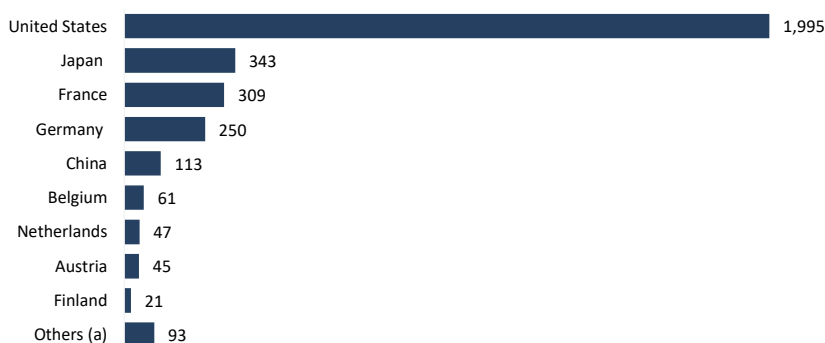 United States 1,995
Japan 343
France 309
Germany 250
China 113
Belgium 61
Netherlands 47
Austria 45
Finland 21
Others (a) 93